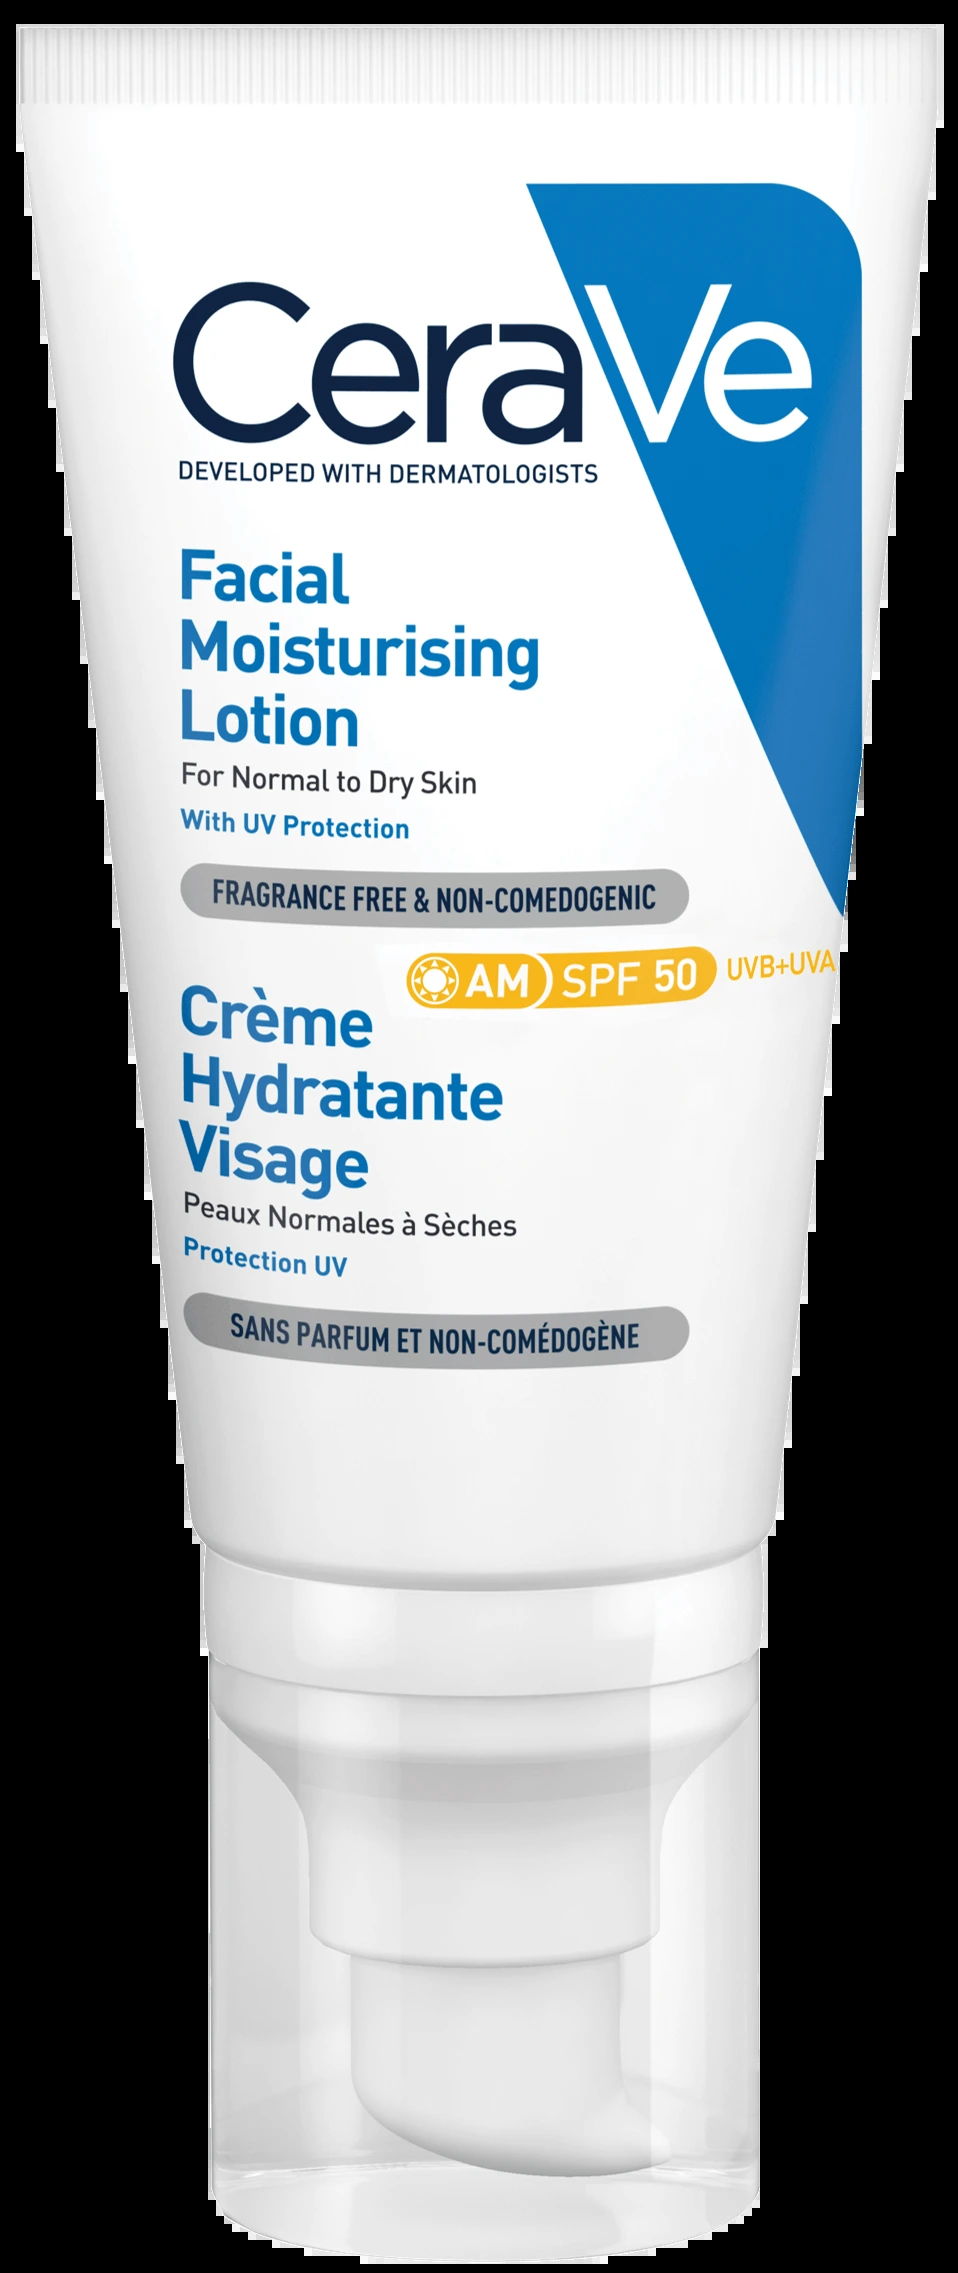 CeraVe
DEVELOPED WITH DERMATOLOGISTS
Facial
Moisturising
Lotion
For Normal to Dry Skin
With UV Protection
FRAGRANCE FREE & NON-COMEDOGENIC
AM SPF 50 UVB+UVA
Crème
Hydratante
Visage
Peaux Normales à Sèches
Protection UV
SANS PARFUM ET NON-COMÉDOGÈNE